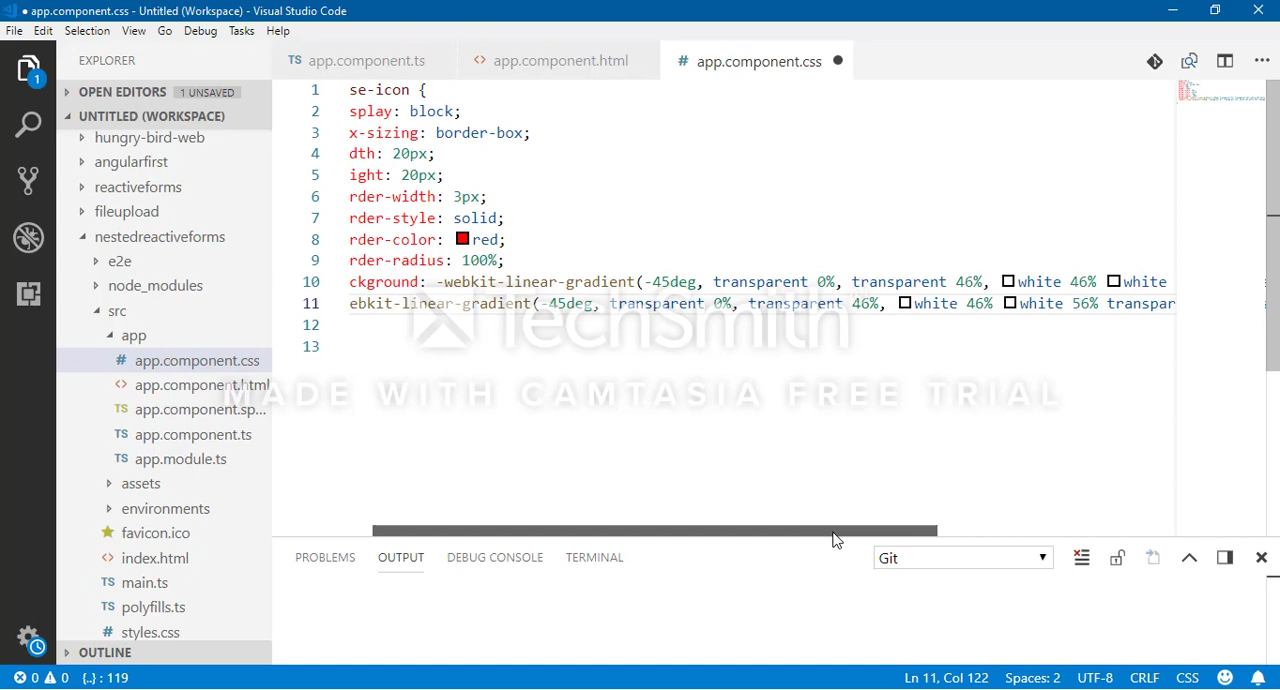 app.component.css - Untitled (Workspace) - Visual Studio Code
File Edit Selection View Go Debug Tasks Help
EXPLORER
TS app.component.ts
<> app.component.html
# app.component.css
1
OPEN EDITORS 1 UNSAVED
UNTITLED (WORKSPACE)
hungry-bird-web
angularfirst
reactiveforms
fileupload
nestedreactiveforms
e2e
node_modules
src
app
# app.component.css
<> app.component.html
TS app.component.sp...
TS app.component.ts
TS app.module.ts
assets
environments
favicon.ico
<> index.html
TS main.ts
TS polyfills.ts
# styles.css
OUTLINE
1 se-icon {
2 splay: block;
3 x-sizing: border-box;
4 dth: 20px;
5 ight: 20px;
6 rder-width: 3px;
7 rder-style: solid;
8 rder-color: red;
9 rder-radius: 100%;
10 ckground: -webkit-linear-gradient(-45deg, transparent 0%, transparent 46%, white 46% white
11 ebkit-linear-gradient(-45deg, transparent 0%, transparent 46%, white 46% white 56% transpar
12
13
TechSmith
MADE WITH CAMTASIA FREE TRIAL
PROBLEMS OUTPUT DEBUG CONSOLE TERMINAL
Git
0 0 {..} : 119
Ln 11, Col 122 Spaces: 2 UTF-8 CRLF CSS